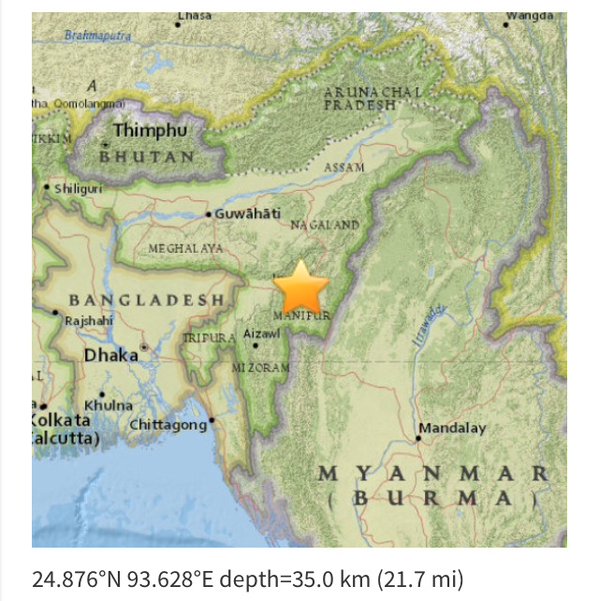 Lhasa
Wangda
Brahmaputra
A
tha, Qomolangma)
ARUNACHAL
PRADESH
Thimphu
IKKIM
BHUTAN
ASSAM
Shiliguri
Guwāhāti
NAGALAND
MEGHALAYA
BANGLADESH
MANIPUR
Rajshahi
TRIPURA
Aizawl
Dhaka
MIZORAM
AL
Khulna
Kolkata
Chittagong
alcutta)
Irrawaddy
Mandalay
MYANMAR
(BURMA)
24.876°N 93.628°E depth=35.0 km (21.7 mi)